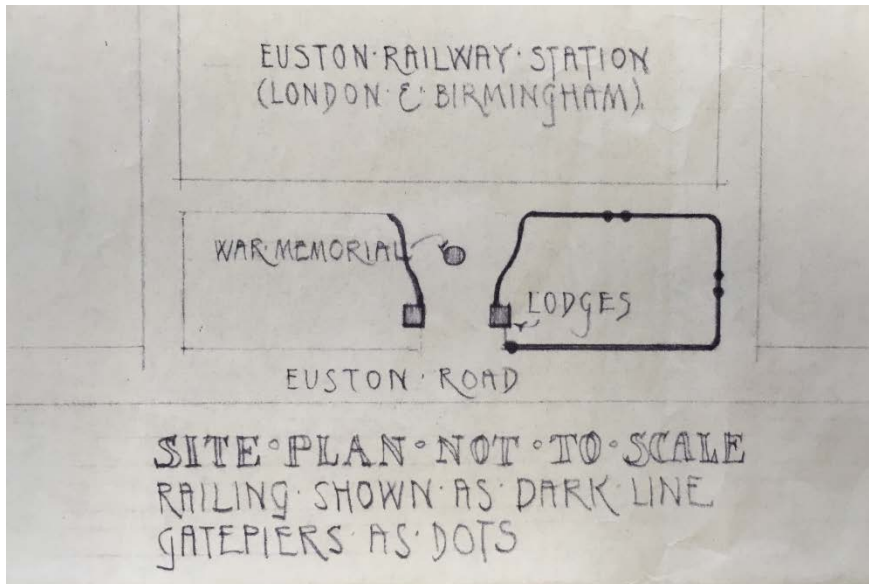 EUSTON·RAILWAY·STATION
(LONDON·&·BIRMINGHAM).
WAR·MEMORIAL
LODGES
EUSTON·ROAD
SITE·PLAN·NOT·TO·SCALE
RAILING·SHOWN·AS·DARK·LINE
GATEPIERS·AS·DOTS